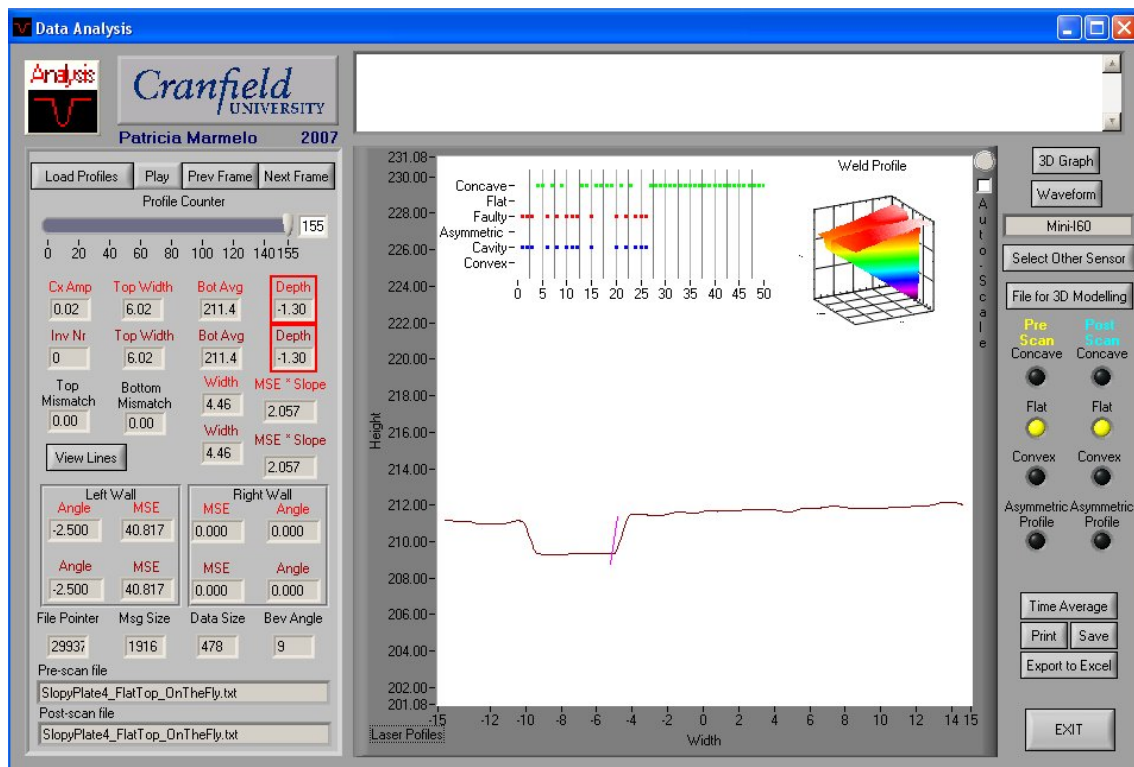 Data Analysis
Analysis
Cranfield
UNIVERSITY
Patricia Marmelo 2007
Load Profiles Play Prev Frame Next Frame
Profile Counter
155
0 20 40 60 80 100 120 140 155
Cx Amp Top Width Bot Avg Depth
0.02 6.02 211.4 -1.30
Inv Nr Top Width Bot Avg Depth
0 6.02 211.4 -1.30
Top Mismatch Bottom Mismatch Width MSE * Slope
0.00 0.00 4.46 2.057
Width MSE * Slope
4.46 2.057
View Lines
Left Wall Right Wall
Angle MSE MSE Angle
-2.500 40.817 0.000 0.000
Angle MSE MSE Angle
-2.500 40.817 0.000 0.000
File Pointer Msg Size Data Size Bev Angle
29937 1916 478 9
Pre-scan file
SlopyPlate4_FlatTop_OnTheFly.txt
Post-scan file
SlopyPlate4_FlatTop_OnTheFly.txt
231.08
230.00
228.00
226.00
224.00
222.00
220.00
218.00
216.00
214.00
212.00
210.00
208.00
206.00
204.00
202.00
201.08
Height
-15 -12 -10 -8 -6 -4 -2 0 2 4 6 8 10 12 14 15
Width
Laser Pofiles
Concave
Flat
Faulty
Asymmetric
Cavity
Convex
0 5 10 15 20 25 30 35 40 45 50
Weld Profile
Auto-Scale
3D Graph
Waveform
Mini-I60
Select Other Sensor
File for 3D Modelling
Pre Scan Post Scan
Concave Concave
Flat Flat
Convex Convex
Asymmetric Profile Asymmetric Profile
Time Average
Print Save
Export to Excel
EXIT